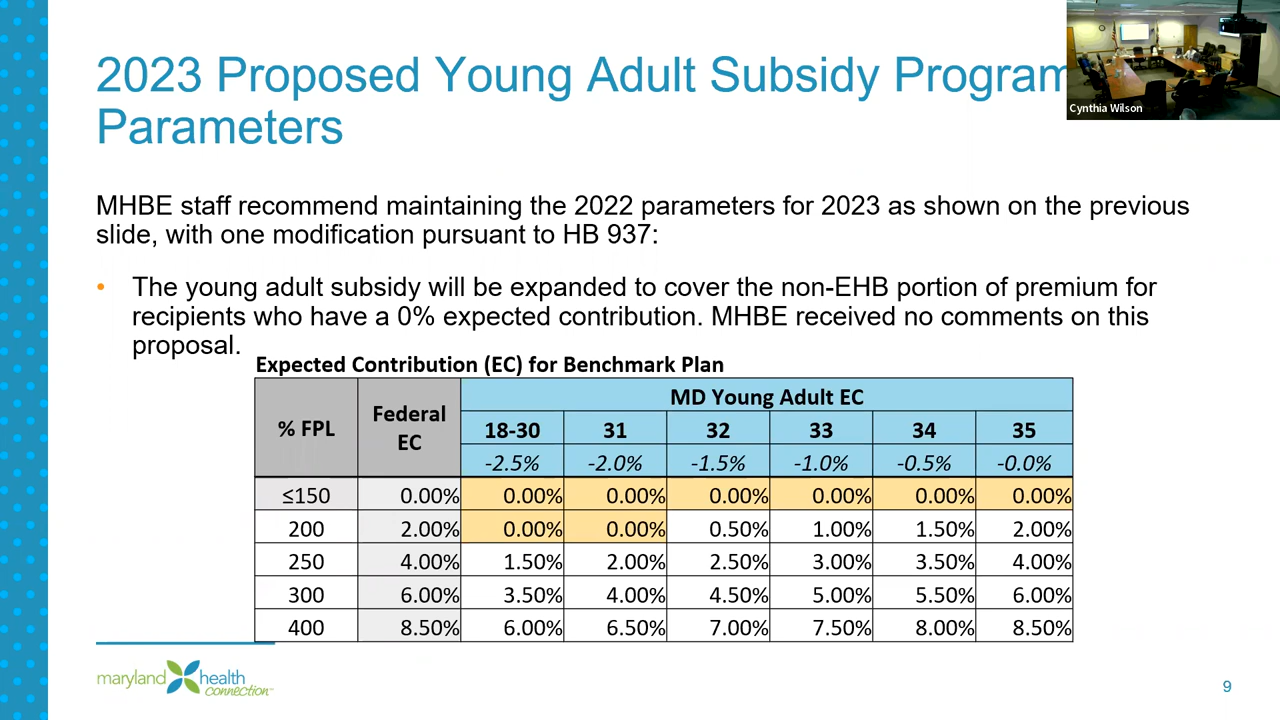 2023 Proposed Young Adult Subsidy Program
Parameters
Cynthia Wilson
MHBE staff recommend maintaining the 2022 parameters for 2023 as shown on the previous
slide, with one modification pursuant to HB 937:
• The young adult subsidy will be expanded to cover the non-EHB portion of premium for
recipients who have a 0% expected contribution. MHBE received no comments on this
proposal.
Expected Contribution (EC) for Benchmark Plan
% FPL Federal EC MD Young Adult EC
18-30 31 32 33 34 35
-2.5% -2.0% -1.5% -1.0% -0.5% -0.0%
≤150 0.00% 0.00% 0.00% 0.00% 0.00% 0.00% 0.00%
200 2.00% 0.00% 0.00% 0.50% 1.00% 1.50% 2.00%
250 4.00% 1.50% 2.00% 2.50% 3.00% 3.50% 4.00%
300 6.00% 3.50% 4.00% 4.50% 5.00% 5.50% 6.00%
400 8.50% 6.00% 6.50% 7.00% 7.50% 8.00% 8.50%
maryland health
connection
9